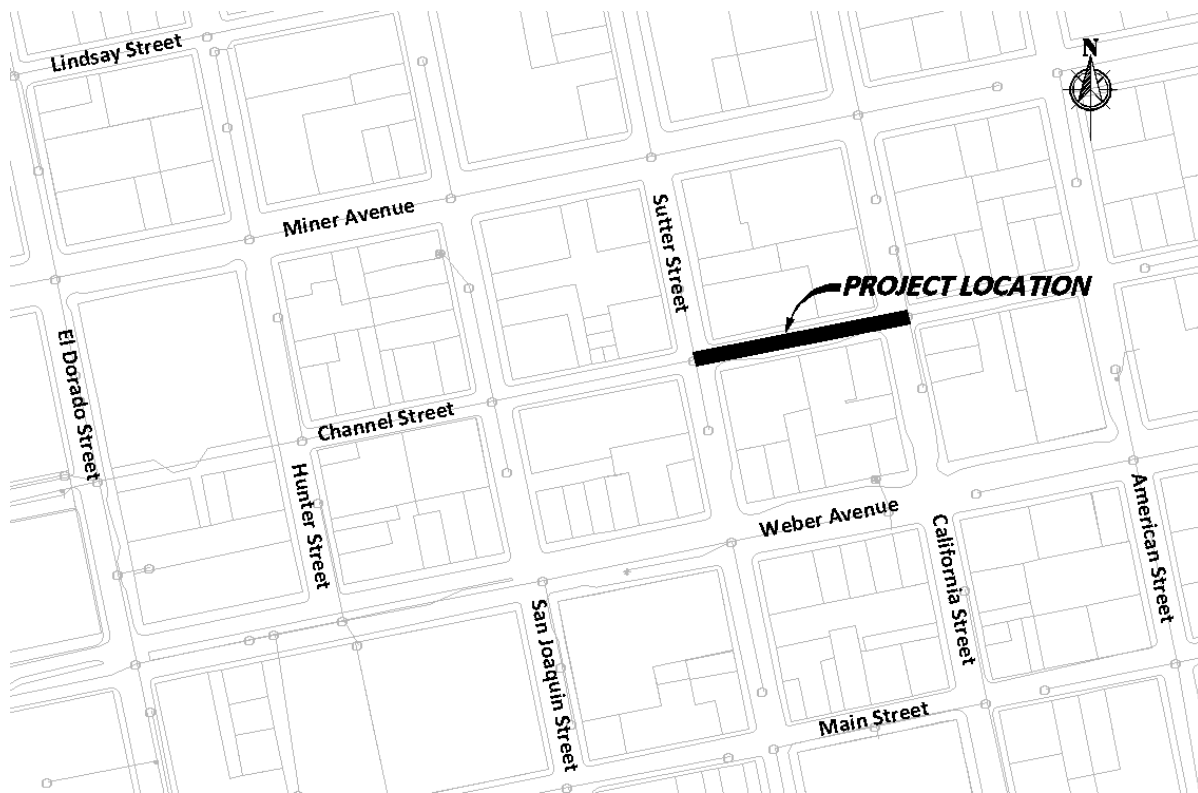 Lindsay Street
N
Miner Avenue
Sutter Street
PROJECT LOCATION
El Dorado Street
Channel Street
Hunter Street
Weber Avenue
American Street
California Street
San Joaquin Street
Main Street